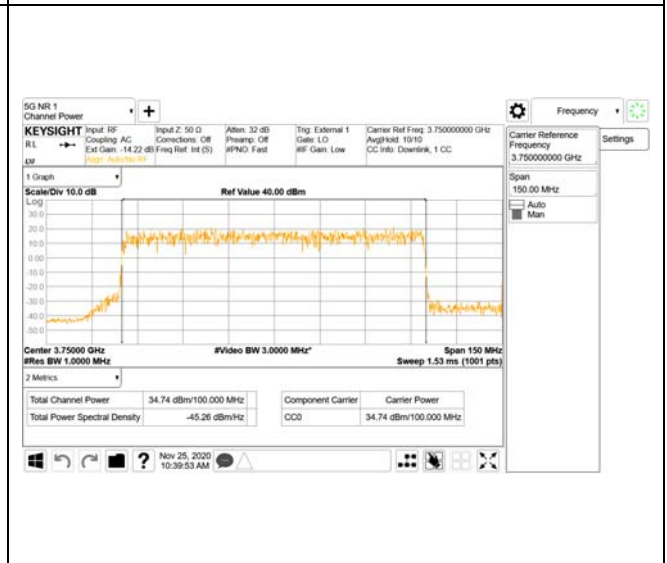 5G NR 1
Channel Power
Frequency
KEYSIGHT
RL
Input: RF
Coupling: AC
Ext Gain: -14.22 dB
Align: Auto/No RF
Input Z: 50 Ω
Corrections: Off
Freq Ref: Int (S)
Atten: 32 dB
Preamp: Off
#PNO: Fast
Trig: External 1
Gate: LO
#IF Gain: Low
Carrier Ref Freq: 3.750000000 GHz
Avg|Hold: 10/10
CC Info: Downlink, 1 CC
Carrier Reference
Frequency
3.750000000 GHz
Settings
Span
150.00 MHz
Auto
Man
1 Graph
Scale/Div 10.0 dB
Ref Value 40.00 dBm
Log
30.0
20.0
10.0
0.00
-10.0
-20.0
-30.0
-40.0
-50.0
Center 3.75000 GHz
#Video BW 3.0000 MHz*
Span 150 MHz
#Res BW 1.0000 MHz
Sweep 1.53 ms (1001 pts)
2 Metrics
Total Channel Power 34.74 dBm/100.000 MHz
Total Power Spectral Density -45.26 dBm/Hz
Component Carrier Carrier Power
CC0 34.74 dBm/100.000 MHz
?
Nov 25, 2020
10:39:53 AM